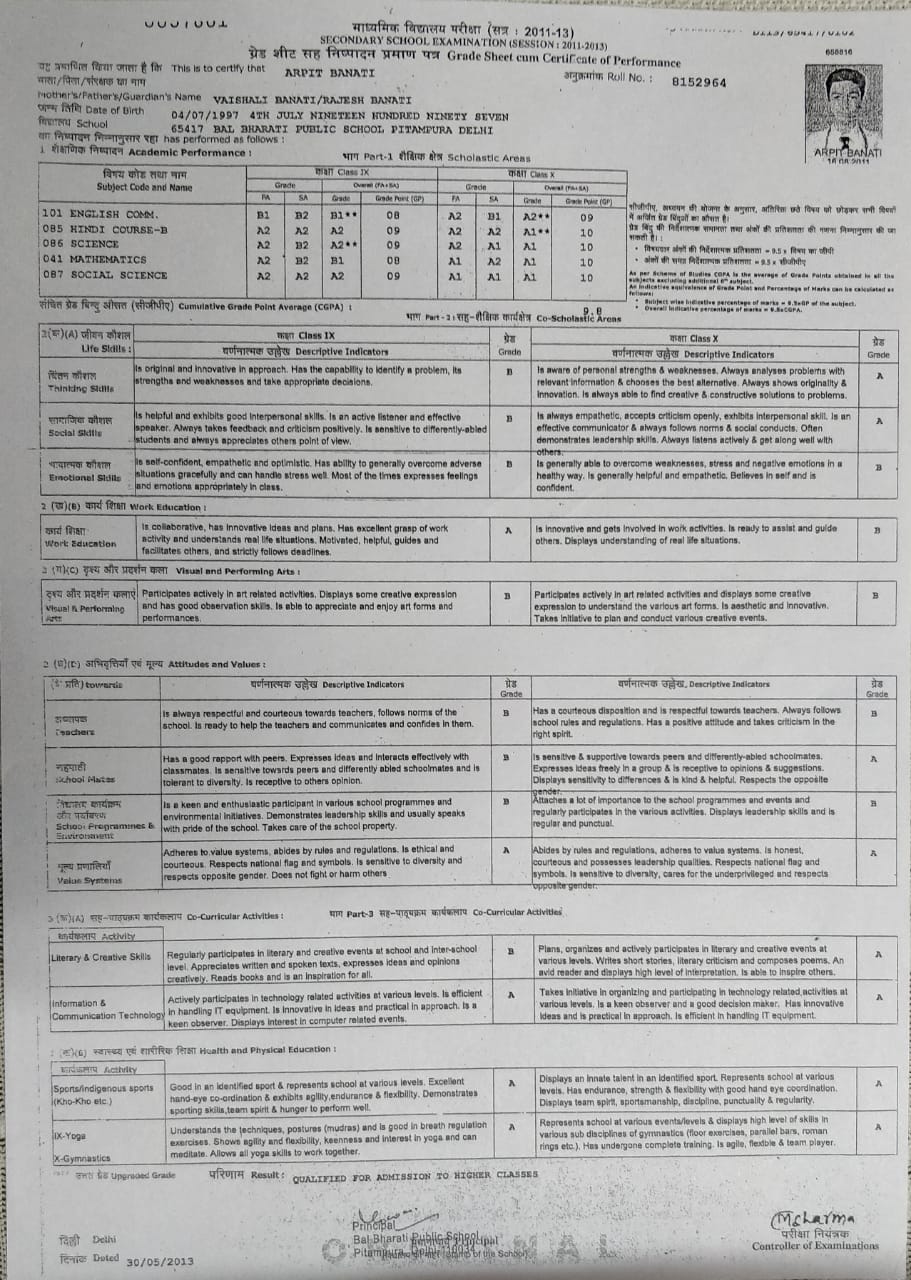 माध्यमिक विद्यालय परीक्षा (सत्र : 2011-13)
SECONDARY SCHOOL EXAMINATION (SESSION : 2011-2013)
ग्रेड शीट सह निष्पादन प्रमाण पत्र Grade Sheet cum Certificate of Performance
यह प्रमाणित किया जाता है कि This is to certify that ARPIT BANATI
अनुक्रमांक Roll No. : 8152964
658816
माता/पिता/संरक्षक का नाम
Mother's/Father's/Guardian's Name VAISHALI BANATI/RAJESH BANATI
जन्म तिथि Date of Birth 04/07/1997 4TH JULY NINETEEN HUNDRED NINETY SEVEN
विद्यालय School 65417 BAL BHARATI PUBLIC SCHOOL PITAMPURA DELHI
का निष्पादन निम्नानुसार रहा has performed as follows :
ARPIT BANATI
1. शैक्षणिक निष्पादन Academic Performance :
भाग Part-1 शैक्षिक क्षेत्र Scholastic Areas
विषय कोड तथा नाम Subject Code and Name कक्षा Class IX कक्षा Class X
Grade Overall (FA+SA) Grade Overall (FA+SA)
FA SA Grade Grade Point (GP) FA SA Grade Grade Point (GP)
101 ENGLISH COMM. B1 B2 B1** 08 A2 B1 A2** 09
085 HINDI COURSE-B A2 A2 A2 09 A2 A2 A1** 10
086 SCIENCE A2 B2 A2** 09 A2 A1 A1 10
041 MATHEMATICS A2 B2 B1 08 A1 A2 A1 10
087 SOCIAL SCIENCE A2 A2 A2 09 A1 A1 A1 10
सीजीपीए, अध्ययन की योजना के अनुसार, अतिरिक्त छठे विषय को छोड़कर सभी विषयों
में अर्जित ग्रेड बिंदुओं का औसत है।
ग्रेड बिंदु की निर्देशात्मक समानता तथा अंकों की प्रतिशतता की गणना निम्नानुसार की जा
सकती है। :
• विषयवार अंकों की निर्देशात्मक प्रतिशतता = 9.5 x विषय का जीपी
• अंकों की समग्र निर्देशात्मक प्रतिशतता = 9.5 x सीजीपीए
As per Scheme of Studies CGPA is the average of Grade Points obtained in all the
subjects excluding additional 6th subject.
An indicative equivalence of Grade Point and Percentage of Marks can be calculated as
follows:
• Subject wise indicative percentage of marks = 9.5xGP of the subject.
• Overall indicative percentage of marks = 9.5xCGPA.
संचित ग्रेड बिन्दु औसत (सीजीपीए) Cumulative Grade Point Average (CGPA) :
9.8
भाग Part - 2 : सह-शैक्षिक कार्यक्षेत्र Co-Scholastic Areas
2(क)(A) जीवन कौशल Life Skills :
कक्षा Class IX
वर्णनात्मक उल्लेख Descriptive Indicators
ग्रेड Grade
कक्षा Class X
वर्णनात्मक उल्लेख Descriptive Indicators
ग्रेड Grade
चिंतन कौशल
Thinking Skills
Is original and innovative in approach. Has the capability to identify a problem, its
strengths and weaknesses and take appropriate decisions.
B
Is aware of personal strengths & weaknesses. Always analyses problems with
relevant information & chooses the best alternative. Always shows originality &
innovation. Is always able to find creative & constructive solutions to problems.
A
सामाजिक कौशल
Social Skills
Is helpful and exhibits good interpersonal skills. Is an active listener and effective
speaker. Always takes feedback and criticism positively. Is sensitive to differently-abled
students and always appreciates others point of view.
B
Is always empathetic, accepts criticism openly, exhibits interpersonal skill. Is an
effective communicator & always follows norms & social conducts. Often
demonstrates leadership skills. Always listens actively & get along well with
others.
A
भावात्मक कौशल
Emotional Skills
Is self-confident, empathetic and optimistic. Has ability to generally overcome adverse
situations gracefully and can handle stress well. Most of the times expresses feelings
and emotions appropriately in class.
B
Is generally able to overcome weaknesses, stress and negative emotions in a
healthy way. Is generally helpful and empathetic. Believes in self and is
confident.
B
2 (ख)(B) कार्य शिक्षा Work Education :
कार्य शिक्षा
Work Education
Is collaborative, has innovative ideas and plans. Has excellent grasp of work
activity and understands real life situations. Motivated, helpful, guides and
facilitates others, and strictly follows deadlines.
A
Is innovative and gets involved in work activities. Is ready to assist and guide
others. Displays understanding of real life situations.
B
2 (ग)(C) दृश्य और प्रदर्शन कला Visual and Performing Arts :
दृश्य और प्रदर्शन कलाएं
Visual & Performing
Arts
Participates actively in art related activities. Displays some creative expression
and has good observation skills. Is able to appreciate and enjoy art forms and
performances.
B
Participates actively in art related activities and displays some creative
expression to understand the various art forms. Is aesthetic and innovative.
Takes initiative to plan and conduct various creative events.
B
2 (घ)(D) अभिवृत्तियाँ एवं मूल्य Attitudes and Values :
(के प्रति) towards
वर्णनात्मक उल्लेख Descriptive Indicators
ग्रेड Grade
वर्णनात्मक उल्लेख, Descriptive Indicators
ग्रेड Grade
अध्यापक
Teachers
Is always respectful and courteous towards teachers, follows norms of the
school. Is ready to help the teachers and communicates and confides in them.
B
Has a courteous disposition and is respectful towards teachers. Always follows
school rules and regulations. Has a positive attitude and takes criticism in the
right spirit.
B
सहपाठी
School Mates
Has a good rapport with peers. Expresses ideas and interacts effectively with
classmates. Is sensitive towards peers and differently abled schoolmates and is
tolerant to diversity. Is receptive to others opinion.
B
Is sensitive & supportive towards peers and differently-abled schoolmates.
Expresses ideas freely in a group & is receptive to opinions & suggestions.
Displays sensitivity to differences & is kind & helpful. Respects the opposite
gender.
A
विद्यालय कार्यक्रम
और पर्यावरण
School Programmes &
Environment
Is a keen and enthusiastic participant in various school programmes and
environmental initiatives. Demonstrates leadership skills and usually speaks
with pride of the school. Takes care of the school property.
B
Attaches a lot of importance to the school programmes and events and
regularly participates in the various activities. Displays leadership skills and is
regular and punctual.
B
मूल्य प्रणालियाँ
Value Systems
Adheres to value systems, abides by rules and regulations. Is ethical and
courteous. Respects national flag and symbols. Is sensitive to diversity and
respects opposite gender. Does not fight or harm others
A
Abides by rules and regulations, adheres to value systems. Is honest,
courteous and possesses leadership qualities. Respects national flag and
symbols. Is sensitive to diversity, cares for the underprivileged and respects
opposite gender.
A
3 (क)(A) सह-पाठ्यक्रम कार्यकलाप Co-Curricular Activities :
भाग Part-3 सह-पाठ्यक्रम कार्यकलाप Co-Curricular Activities
कार्यकलाप Activity
Literary & Creative Skills
Regularly participates in literary and creative events at school and inter-school
level. Appreciates written and spoken texts, expresses ideas and opinions
creatively. Reads books and is an inspiration for all.
B
Plans, organizes and actively participates in literary and creative events at
various levels. Writes short stories, literary criticism and composes poems. An
avid reader and displays high level of interpretation. Is able to inspire others.
A
Information &
Communication Technology
Actively participates in technology related activities at various levels. Is efficient
in handling IT equipment. Is innovative in ideas and practical in approach. Is a
keen observer. Displays interest in computer related events.
A
Takes initiative in organizing and participating in technology related activities at
various levels. Is a keen observer and a good decision maker. Has innovative
ideas and is practical in approach. Is efficient in handling IT equipment.
A
(ख)(B) स्वास्थ्य एवं शारीरिक शिक्षा Health and Physical Education :
कार्यकलाप Activity
Sports/Indigenous sports
(Kho-Kho etc.)
Good in an identified sport & represents school at various levels. Excellent
hand-eye co-ordination & exhibits agility,endurance & flexibility. Demonstrates
sporting skills,team spirit & hunger to perform well.
A
Displays an innate talent in an identified sport. Represents school at various
levels. Has endurance, strength & flexibility with good hand eye coordination.
Displays team spirit, sportsmanship, discipline, punctuality & regularity.
A
IX-Yoga
X-Gymnastics
Understands the techniques, postures (mudras) and is good in breath regulation
exercises. Shows agility and flexibility, keenness and interest in yoga and can
meditate. Allows all yoga skills to work together.
A
Represents school at various events/levels & displays high level of skills in
various sub disciplines of gymnastics (floor exercises, parallel bars, roman
rings etc.). Has undergone complete training. Is agile, flexible & team player.
A
उन्नत ग्रेड Upgraded Grade परिणाम Result : QUALIFIED FOR ADMISSION TO HIGHER CLASSES
Principal
Bal Bharati Public School
Pitampura, Delhi-110034
दिल्ली Delhi
दिनांक Dated 30/05/2013
MSharma
परीक्षा नियंत्रक
Controller of Examinations